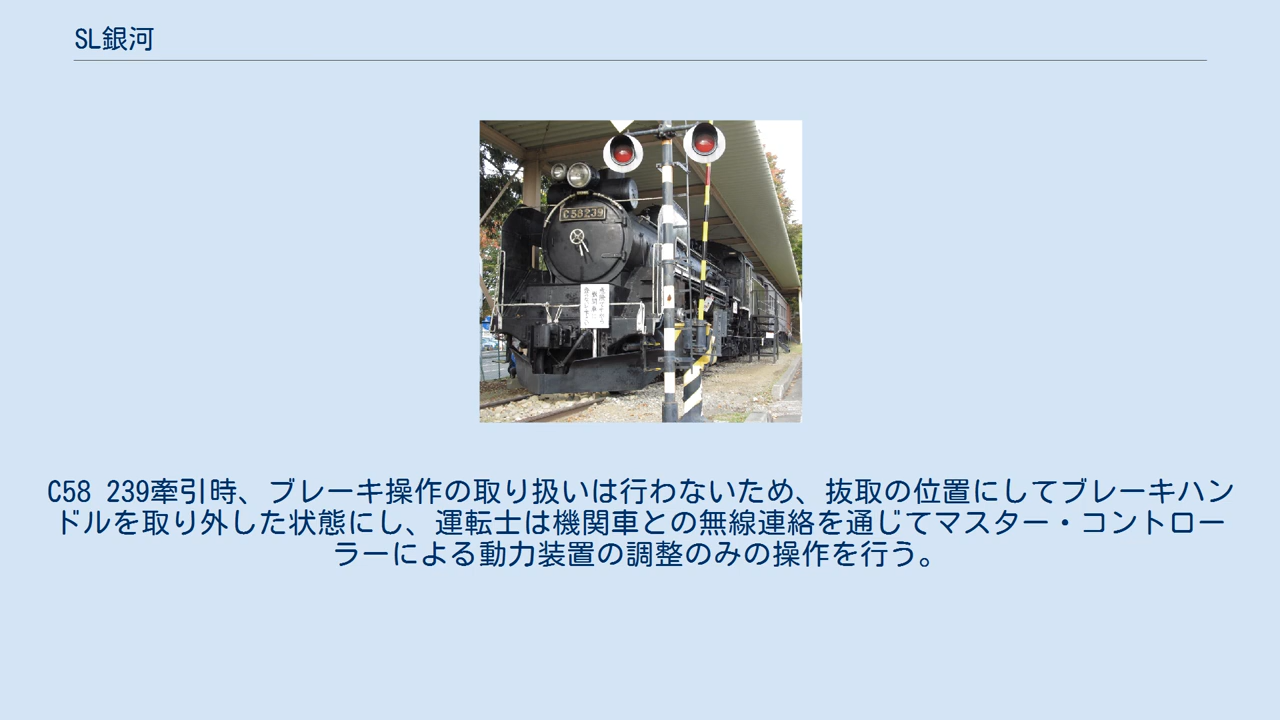 SL銀河
C58239
C58 239牽引時、ブレーキ操作の取り扱いは行わないため、抜取の位置にしてブレーキハン
ドルを取り外した状態にし、運転士は機関車との無線連絡を通じてマスター・コントロー
ラーによる動力装置の調整のみの操作を行う。